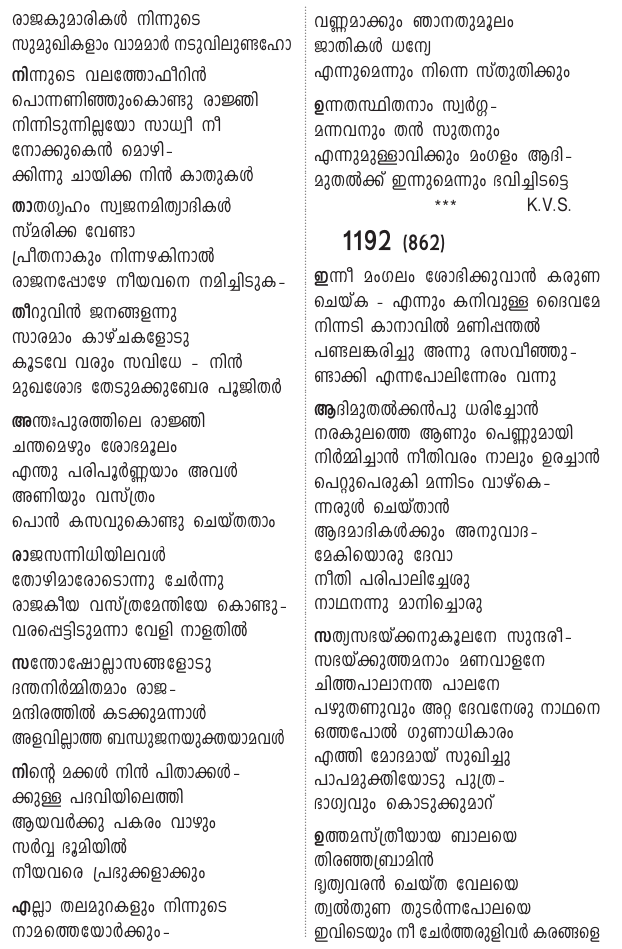 രാജകുമാരികൾ നിന്നുടെ
സുമുഖികളാം വാമമാർ നടുവിലുണ്ടഹോ
നിന്നുടെ വലത്തോഫീറിൻ
പൊന്നണിഞ്ഞുംകൊണ്ടു രാജ്ഞി
നിന്നിടുന്നില്ലയോ സാധ്വീ നീ
നോക്കുകെൻ മൊഴി-
ക്കിന്നു ചായിക്ക നിൻ കാതുകൾ
താതഗൃഹം സ്വജനമിത്യാദികൾ
സ്മരിക്ക വേണ്ടാ
പ്രീതനാകും നിന്നഴകിനാൽ
രാജനപ്പോഴേ നീയവനെ നമിച്ചിടുക-
തീറുവിൻ ജനങ്ങളന്നു
സാരമാം കാഴ്ചകളോടു
കൂടവേ വരും സവിധേ - നിൻ
മുഖശോഭ തേടുമക്കുബേര പൂജിതർ
അന്തഃപുരത്തിലെ രാജ്ഞി
ചന്തമെഴും ശോഭമൂലം
എന്തു പരിപൂർണ്ണയാം അവൾ
അണിയും വസ്ത്രം
പൊൻ കസവുകൊണ്ടു ചെയ്തതാം
രാജസന്നിധിയിലവൾ
തോഴിമാരോടൊന്നു ചേർന്നു
രാജകീയ വസ്ത്രമേന്തിയേ കൊണ്ടു-
വരപ്പെട്ടിടുമന്നാ വേളി നാളതിൽ
സന്തോഷോല്ലാസങ്ങളോടു
ദന്തനിർമ്മിതമാം രാജ-
മന്ദിരത്തിൽ കടക്കുമന്നാൾ
അളവില്ലാത്ത ബന്ധുജനയുക്തയാമവൾ
നിന്റെ മക്കൾ നിൻ പിതാക്കൾ-
ക്കുള്ള പദവിയിലെത്തി
ആയവർക്കു പകരം വാഴും
സർവ്വ ഭൂമിയിൽ
നീയവരെ പ്രഭുക്കളാക്കും
എല്ലാ തലമുറകളും നിന്നുടെ
നാമത്തെയോർക്കും-
വണ്ണമാക്കും ഞാനതുമൂലം
ജാതികൾ ധന്യേ
എന്നുമെന്നും നിന്നെ സ്തുതിക്കും
ഉന്നതസ്ഥിതനാം സ്വർഗ്ഗ-
മന്നവനും തൻ സുതനും
എന്നുമുള്ളാവിക്കും മംഗളം ആദി-
മുതൽക്ക് ഇന്നുമെന്നും ഭവിച്ചിടട്ടെ
*** K.V.S.
1192 (862)
ഇന്നീ മംഗലം ശോഭിക്കുവാൻ കരുണ
ചെയ്ക - എന്നും കനിവുള്ള ദൈവമേ
നിന്നടി കാനാവിൽ മണിപ്പന്തൽ
പണ്ടലങ്കരിച്ചു അന്നു രസവീഞ്ഞു-
ണ്ടാക്കി എന്നപോലിന്നേരം വന്നു
ആദിമുതൽക്കൻപു ധരിച്ചോൻ
നരകുലത്തെ ആണും പെണ്ണുമായി
നിർമ്മിച്ചാൻ നീതിവരം നാലും ഉരച്ചാൻ
പെറ്റുപെരുകി മന്നിടം വാഴ്കെ-
ന്നരുൾ ചെയ്താൻ
ആദമാദികൾക്കും അനുവാദ-
മേകിയൊരു ദേവാ
നീതി പരിപാലിച്ചേശു
നാഥനന്നു മാനിച്ചൊരു
സത്യസഭയ്ക്കനുകൂലനേ സുന്ദരീ-
സഭയ്ക്കുത്തമനാം മണവാളനേ
ചിത്തപാലാനന്ത പാലനേ
പഴുതണുവും അറ്റ ദേവനേശു നാഥനെ
ഒത്തപോൽ ഗുണാധികാരം
എത്തി മോദമായ് സുഖിച്ചു
പാപമുക്തിയോടു പുത്ര-
ഭാഗ്യവും കൊടുക്കുമാറ്
ഉത്തമസ്ത്രീയായ ബാലയെ
തിരഞ്ഞബ്രാമിൻ
ഭൃത്യവരൻ ചെയ്ത വേലയെ
ത്വൽതുണ തുടർന്നപോലയെ
ഇവിടെയും നീ ചേർത്തരുളിവർ കരങ്ങളെ